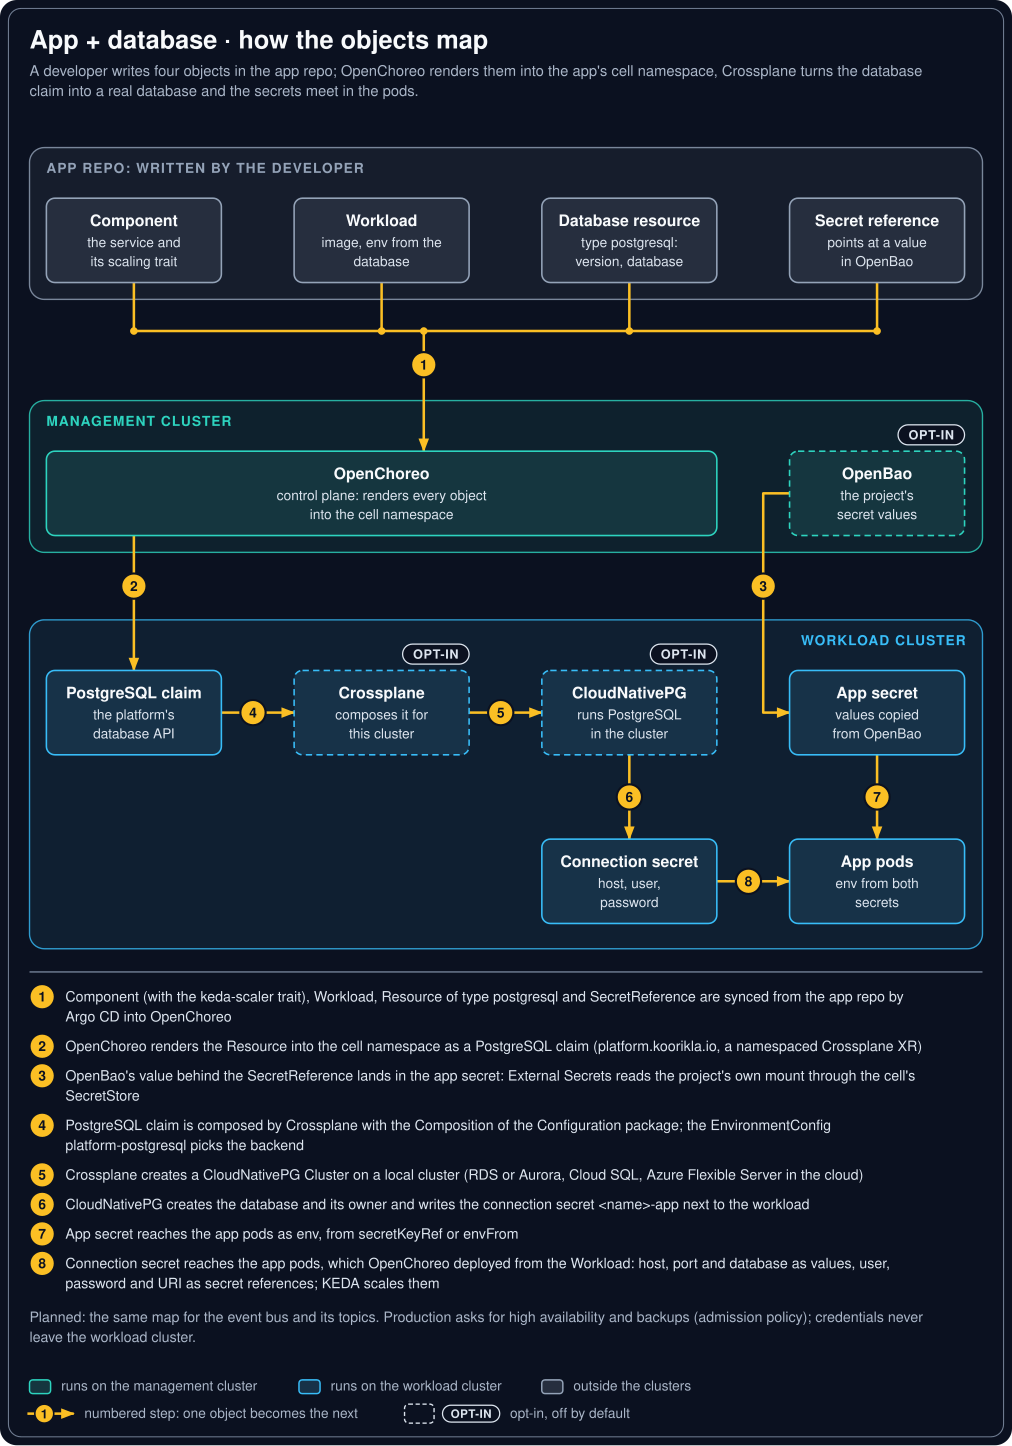 App + database · how the objects map
A developer writes four objects in the app repo; OpenChoreo renders them into the app's cell namespace, Crossplane turns the database
claim into a real database and the secrets meet in the pods.
APP REPO: WRITTEN BY THE DEVELOPER
Component
the service and
its scaling trait
Workload
image, env from the
database
Database resource
type postgresql:
version, database
Secret reference
points at a value
in OpenBao
1
MANAGEMENT CLUSTER
OPT-IN
OpenChoreo
control plane: renders every object
into the cell namespace
OpenBao
the project's
secret values
2
3
WORKLOAD CLUSTER
OPT-IN
OPT-IN
PostgreSQL claim
the platform's
database API
4
Crossplane
composes it for
this cluster
5
CloudNativePG
runs PostgreSQL
in the cluster
App secret
values copied
from OpenBao
6
7
Connection secret
host, user,
password
8
App pods
env from both
secrets
1 Component (with the keda-scaler trait), Workload, Resource of type postgresql and SecretReference are synced from the app repo by
Argo CD into OpenChoreo
2 OpenChoreo renders the Resource into the cell namespace as a PostgreSQL claim (platform.koorikla.io, a namespaced Crossplane XR)
3 OpenBao's value behind the SecretReference lands in the app secret: External Secrets reads the project's own mount through the cell's
SecretStore
4 PostgreSQL claim is composed by Crossplane with the Composition of the Configuration package; the EnvironmentConfig
platform-postgresql picks the backend
5 Crossplane creates a CloudNativePG Cluster on a local cluster (RDS or Aurora, Cloud SQL, Azure Flexible Server in the cloud)
6 CloudNativePG creates the database and its owner and writes the connection secret <name>-app next to the workload
7 App secret reaches the app pods as env, from secretKeyRef or envFrom
8 Connection secret reaches the app pods, which OpenChoreo deployed from the Workload: host, port and database as values, user,
password and URI as secret references; KEDA scales them
Planned: the same map for the event bus and its topics. Production asks for high availability and backups (admission policy); credentials never
leave the workload cluster.
runs on the management cluster
runs on the workload cluster
outside the clusters
1 numbered step: one object becomes the next
OPT-IN opt-in, off by default